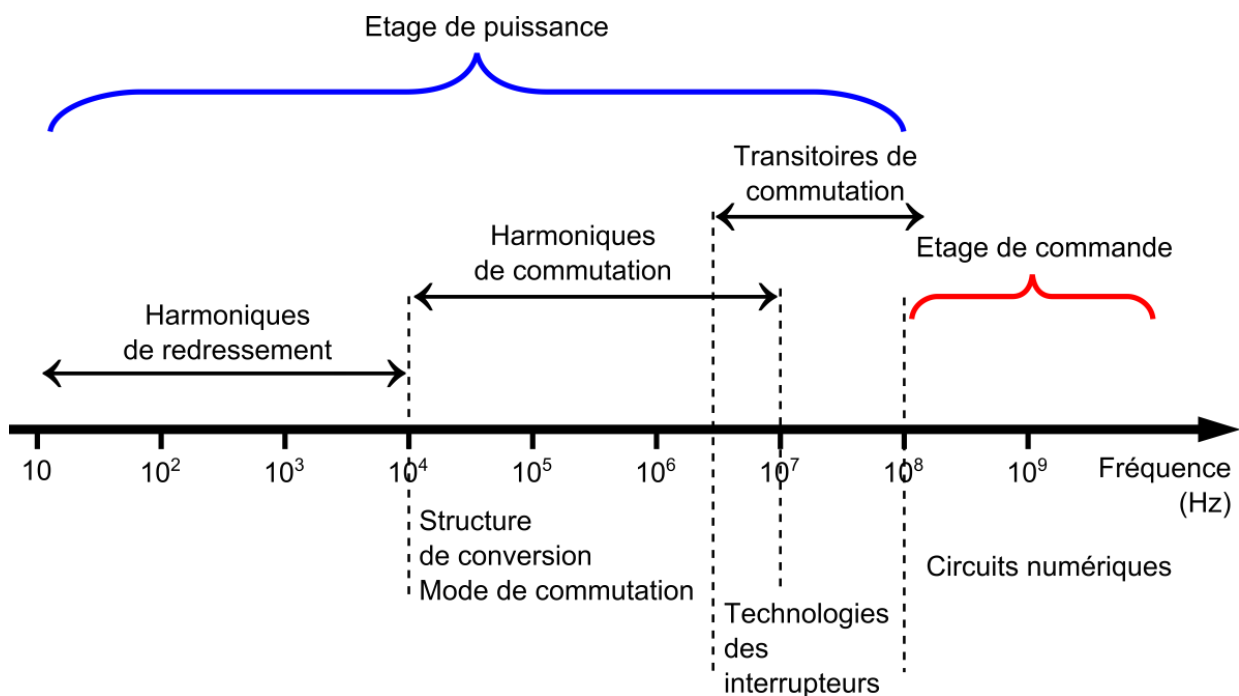 Etage de puissance
Transitoires de
commutation
Harmoniques
de commutation
Etage de commande
Harmoniques
de redressement
10 10² 10³ 10⁴ 10⁵ 10⁶ 10⁷ 10⁸ 10⁹ Fréquence
(Hz)
Structure
de conversion
Mode de commutation
Technologies
des
interrupteurs
Circuits numériques